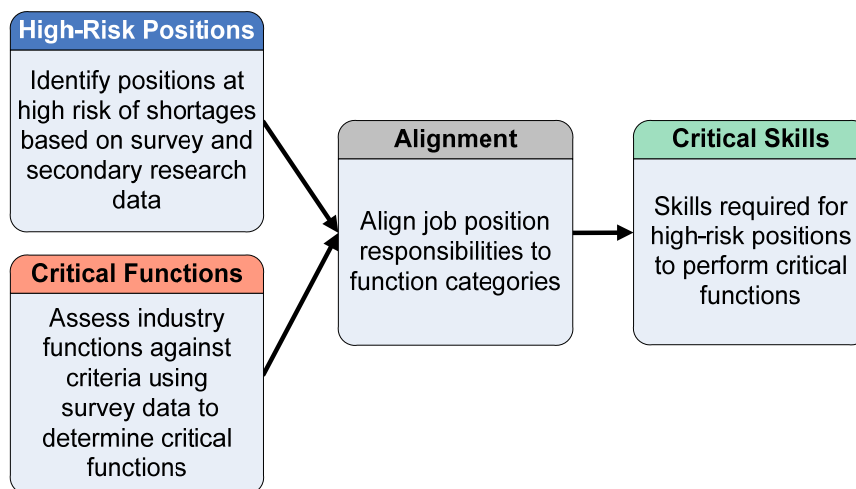 High-Risk Positions
Identify positions at
high risk of shortages
based on survey and
secondary research
data
Critical Functions
Assess industry
functions against
criteria using
survey data to
determine critical
functions
Alignment
Align job position
responsibilities to
function categories
Critical Skills
Skills required for
high-risk positions
to perform critical
functions